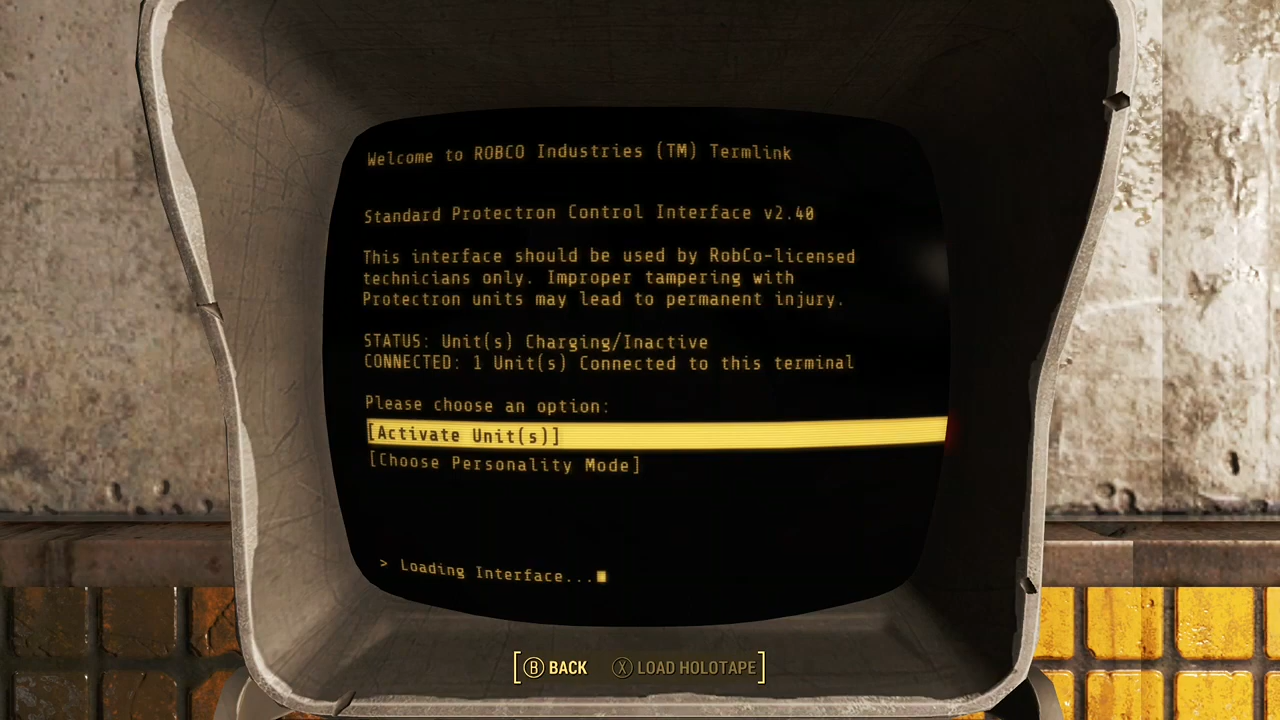 Welcome to ROBCO Industries (TM) Termlink
Standard Protectron Control Interface v2.40
This interface should be used by RobCo-licensed
technicians only. Improper tampering with
Protectron units may lead to permanent injury.
STATUS: Unit(s) Charging/Inactive
CONNECTED: 1 Unit(s) Connected to this terminal
Please choose an option:
[Activate Unit(s)]
[Choose Personality Mode]
> Loading Interface...
[Ⓑ BACK Ⓧ LOAD HOLOTAPE]